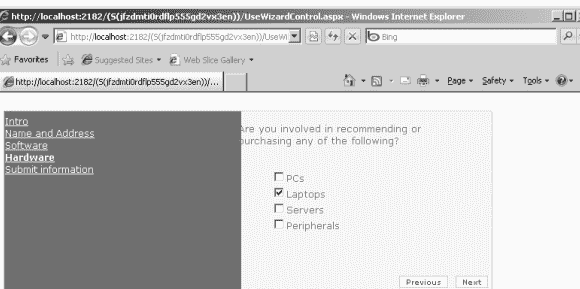 http://localhost:2182/(S(jfzdmti0rdflp555gd2vx3en))/UseWizardControl.aspx - Windows Internet Explorer
http://localhost:2182/(S(jfzdmti0rdflp555gd2vx3en))/UseWi
Bing
Favorites Suggested Sites Web Slice Gallery
http://localhost:2182/(S(jfzdmti0rdflp555gd2vx3en))/...
Page Safety Tools
Intro
Name and Address
Software
Hardware
Submit information
Are you involved in recommending or
purchasing any of the following?
PCs
Laptops
Servers
Peripherals
Previous Next